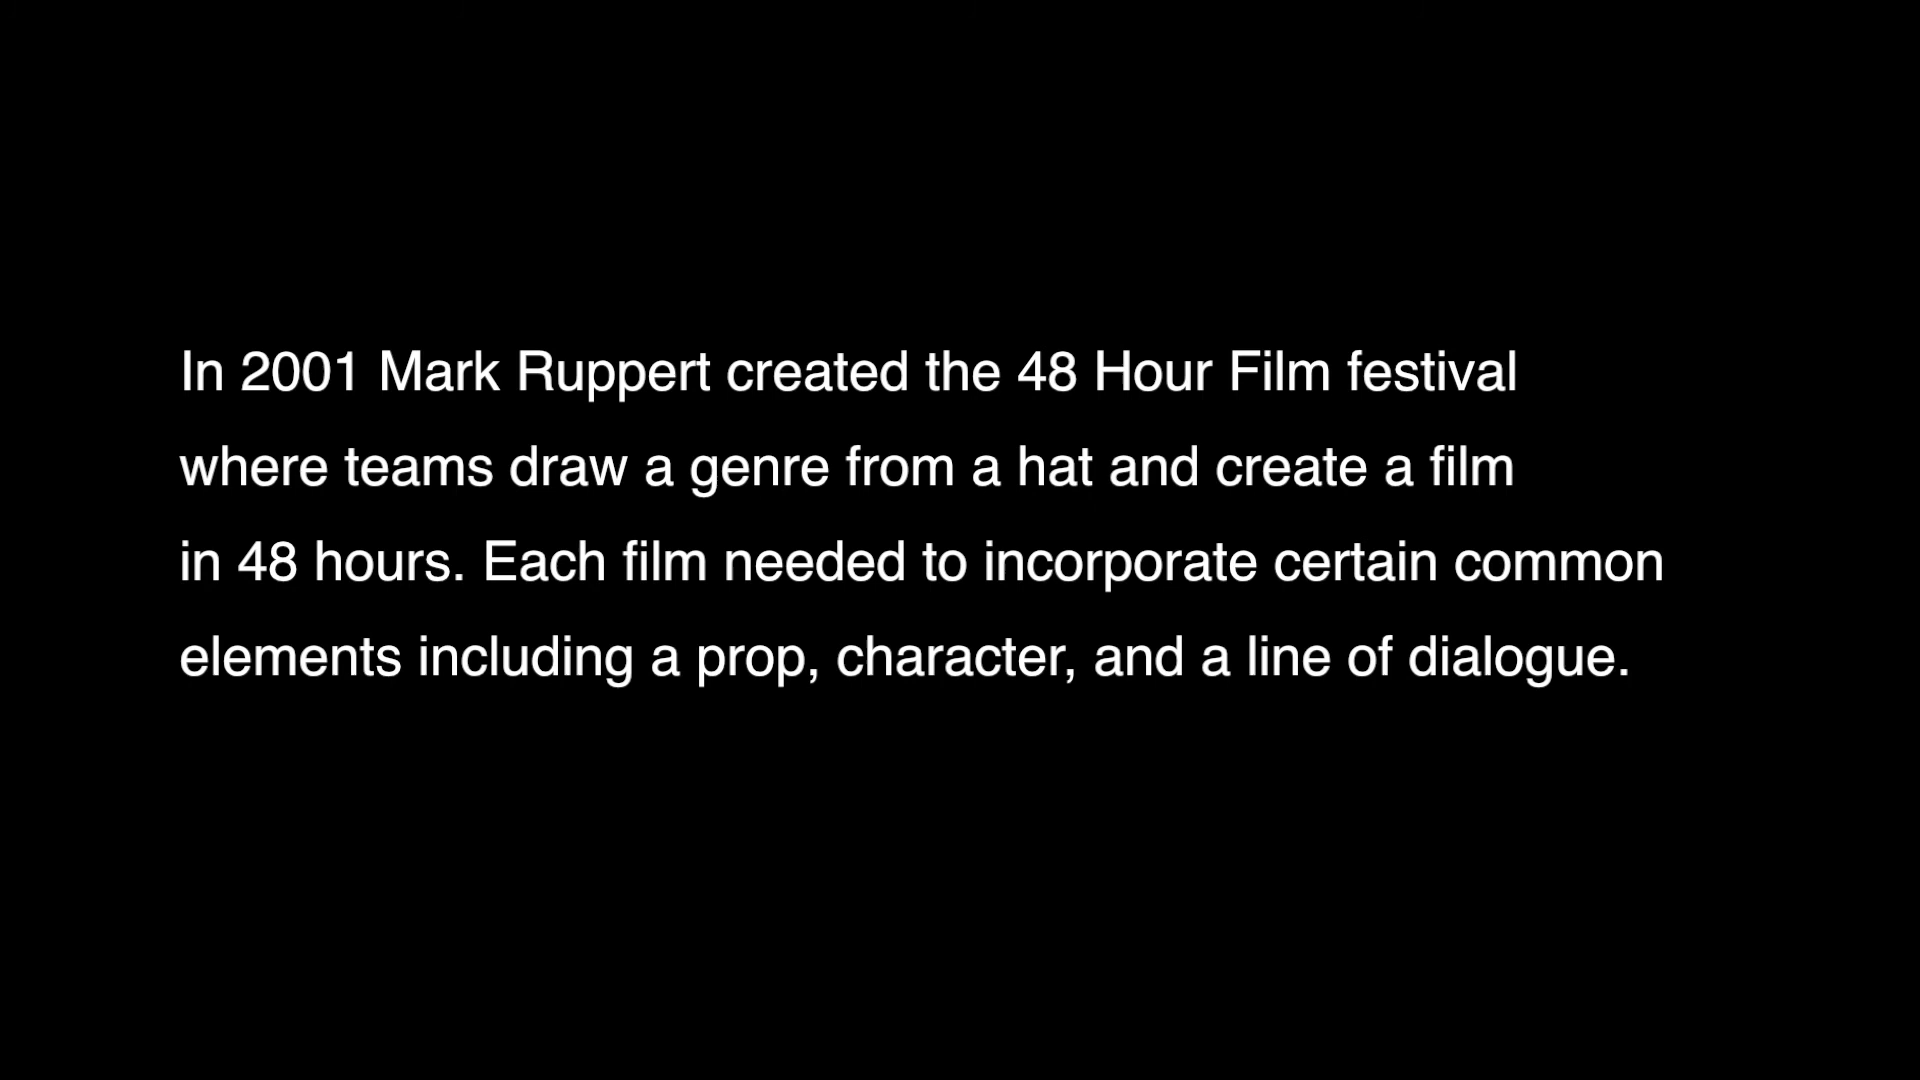 In 2001 Mark Ruppert created the 48 Hour Film festival
where teams draw a genre from a hat and create a film
in 48 hours. Each film needed to incorporate certain common
elements including a prop, character, and a line of dialogue.